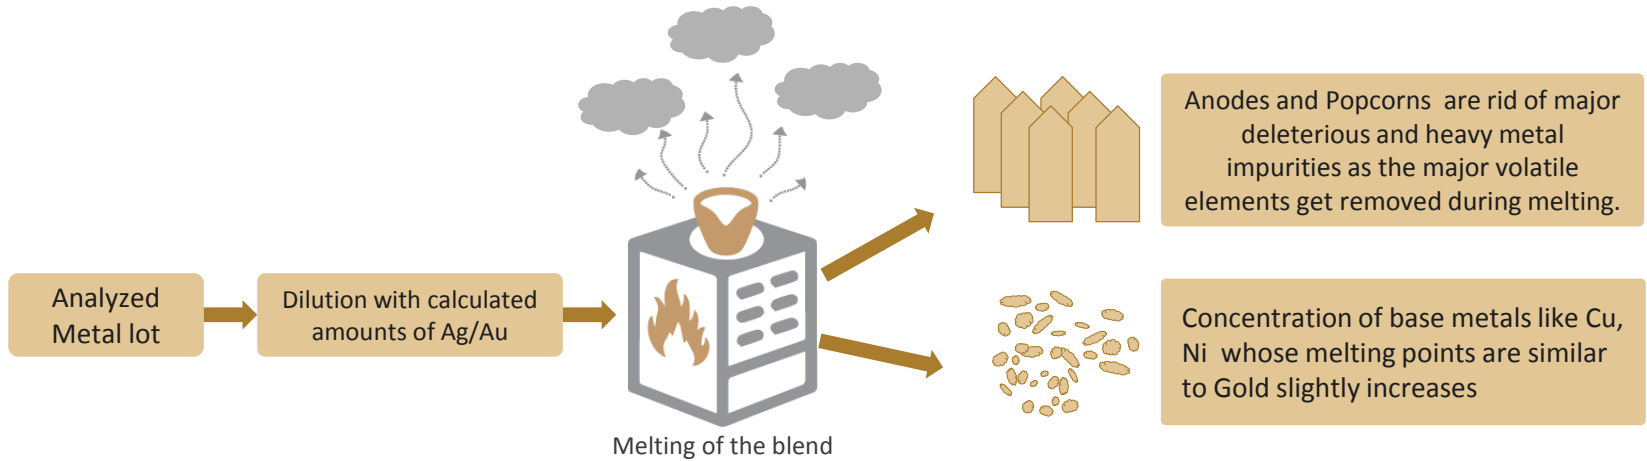 Analyzed
Metal lot
Dilution with calculated
amounts of Ag/Au
Melting of the blend
Anodes and Popcorns are rid of major
deleterious and heavy metal
impurities as the major volatile
elements get removed during melting.
Concentration of base metals like Cu,
Ni whose melting points are similar
to Gold slightly increases